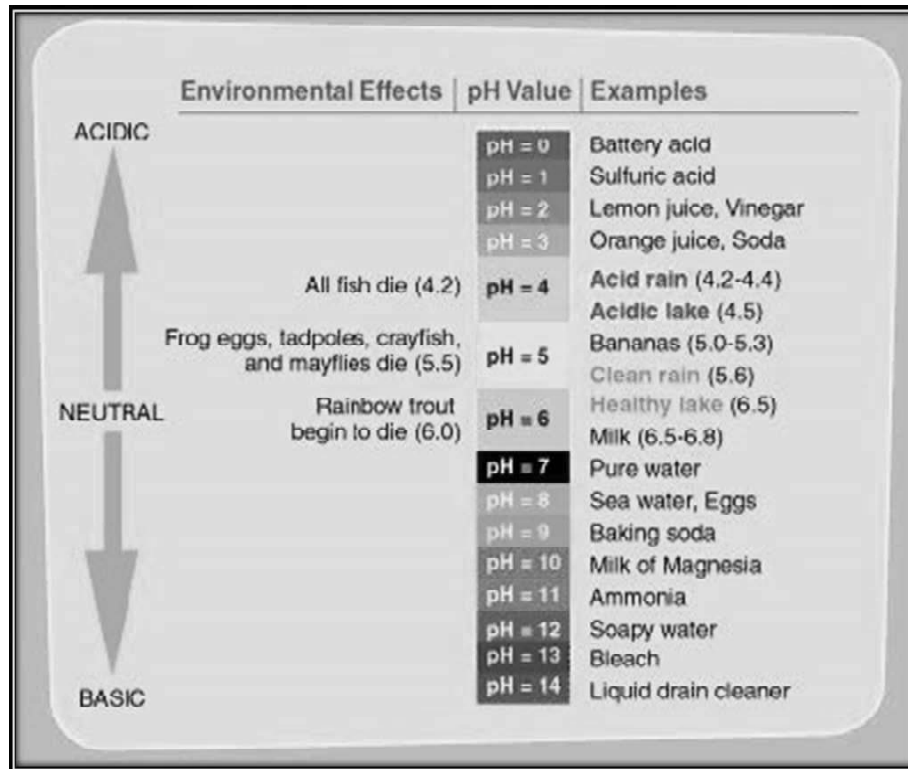 Environmental Effects pH Value Examples
ACIDIC
pH = 0 Battery acid
pH = 1 Sulfuric acid
pH = 2 Lemon juice, Vinegar
pH = 3 Orange juice, Soda
All fish die (4.2) pH = 4 Acid rain (4.2-4.4)
Acidic lake (4.5)
Frog eggs, tadpoles, crayfish,
and mayflies die (5.5) pH = 5 Bananas (5.0-5.3)
Clean rain (5.6)
NEUTRAL
Rainbow trout
begin to die (6.0) pH = 6 Healthy lake (6.5)
Milk (6.5-6.8)
pH = 7 Pure water
pH = 8 Sea water, Eggs
pH = 9 Baking soda
pH = 10 Milk of Magnesia
pH = 11 Ammonia
pH = 12 Soapy water
pH = 13 Bleach
pH = 14 Liquid drain cleaner
BASIC